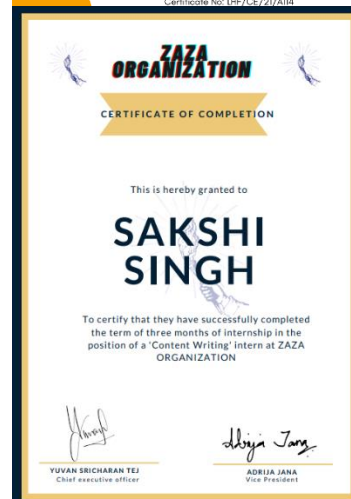 Certificate No: LHF/CE/21/A114
ZAZA
ORGANIZATION
CERTIFICATE OF COMPLETION
This is hereby granted to
SAKSHI
SINGH
To certify that they have successfully completed
the term of three months of internship in the
position of a 'Content Writing' intern at ZAZA
ORGANIZATION
Adrija Jana
YUVAN SRICHARAN TEJ
Chief executive officer
ADRIJA JANA
Vice President